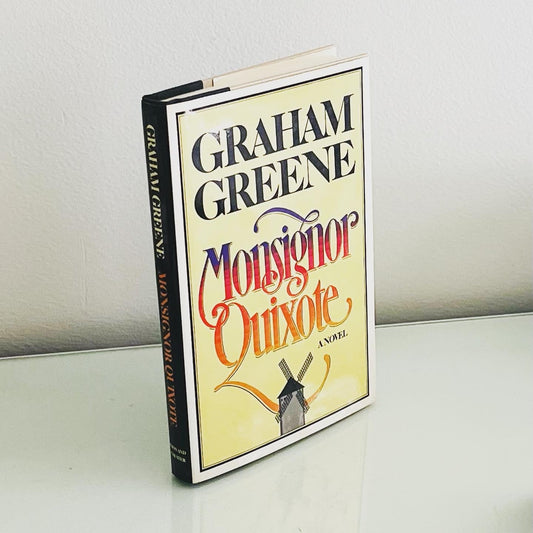 GRAHAM
GREENE
Monsignor
Quixote
A NOVEL
GRAHAM GREENE MONSIGNOR QUIXOTE